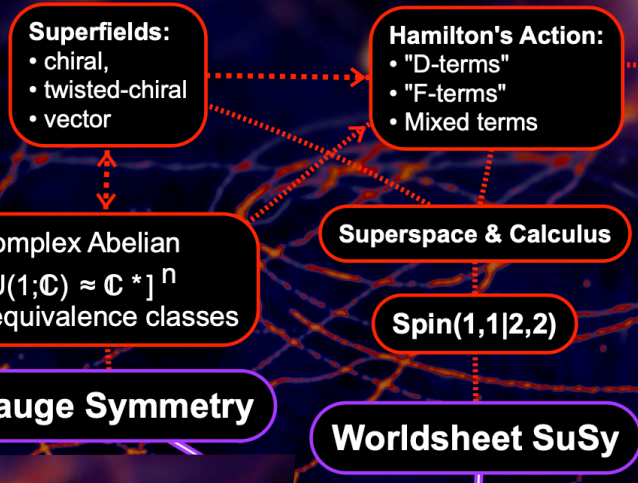 Superfields:
• chiral,
• twisted-chiral
• vector
Hamilton's Action:
• "D-terms"
• "F-terms"
• Mixed terms
omplex Abelian
U(1;ℂ) ≈ ℂ *] n
equivalence classes
Superspace & Calculus
Spin(1,1|2,2)
auge Symmetry
Worldsheet SuSy